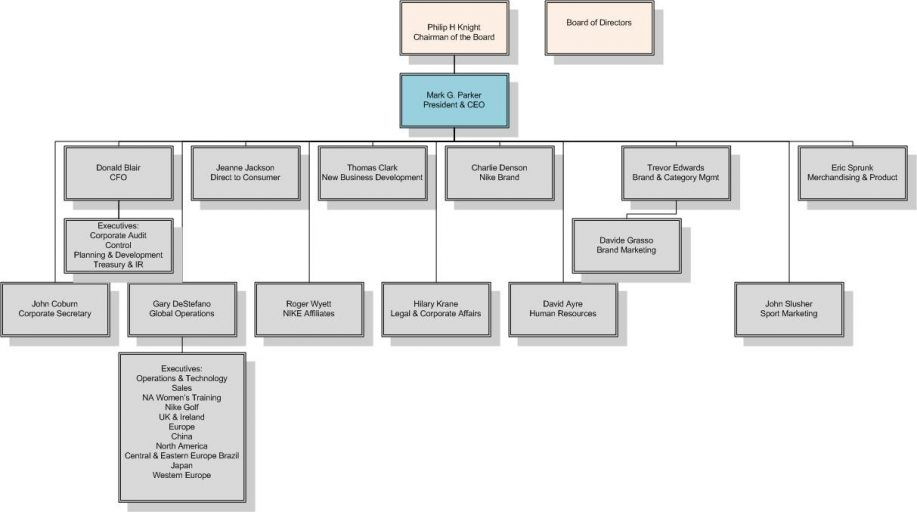 Philip H Knight
Chairman of the Board
Board of Directors
Mark G. Parker
President & CEO
Donald Blair
CFO
Jeanne Jackson
Direct to Consumer
Thomas Clark
New Business Development
Charlie Denson
Nike Brand
Trevor Edwards
Brand & Category Mgmt
Eric Sprunk
Merchandising & Product
Executives:
Corporate Audit
Control
Planning & Development
Treasury & IR
Davide Grasso
Brand Marketing
John Coburn
Corporate Secretary
Gary DeStefano
Global Operations
Roger Wyett
NIKE Affiliates
Hilary Krane
Legal & Corporate Affairs
David Ayre
Human Resources
John Slusher
Sport Marketing
Executives:
Operations & Technology
Sales
NA Women's Training
Nike Golf
UK & Ireland
Europe
China
North America
Central & Eastern Europe Brazil
Japan
Western Europe